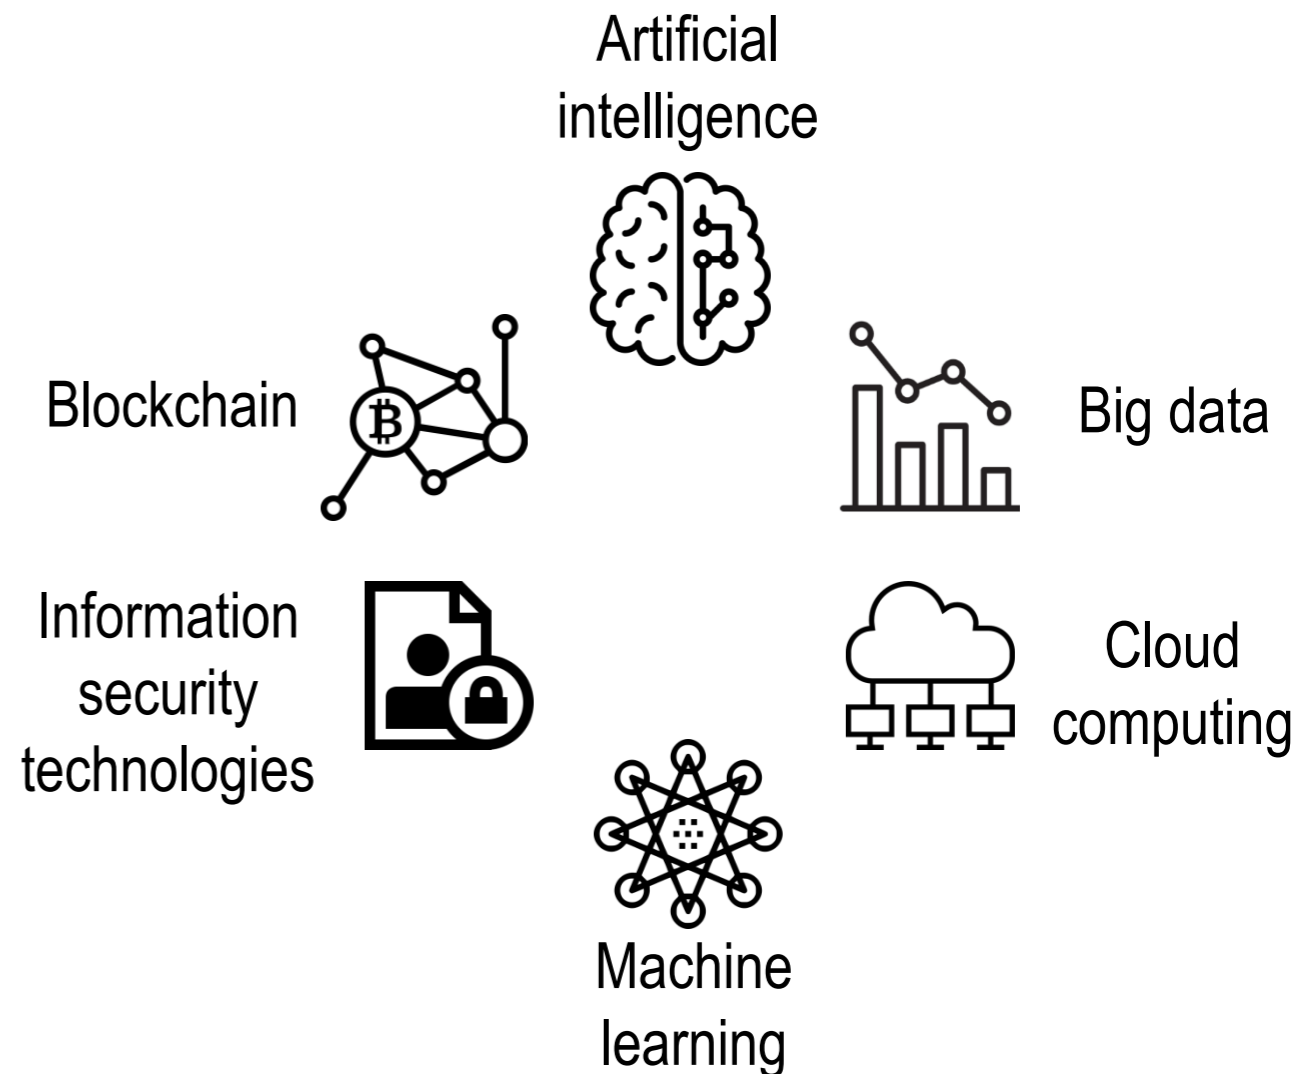 Artificial
intelligence
Blockchain
₿
Big data
Information
security
technologies
Cloud
computing
Machine
learning